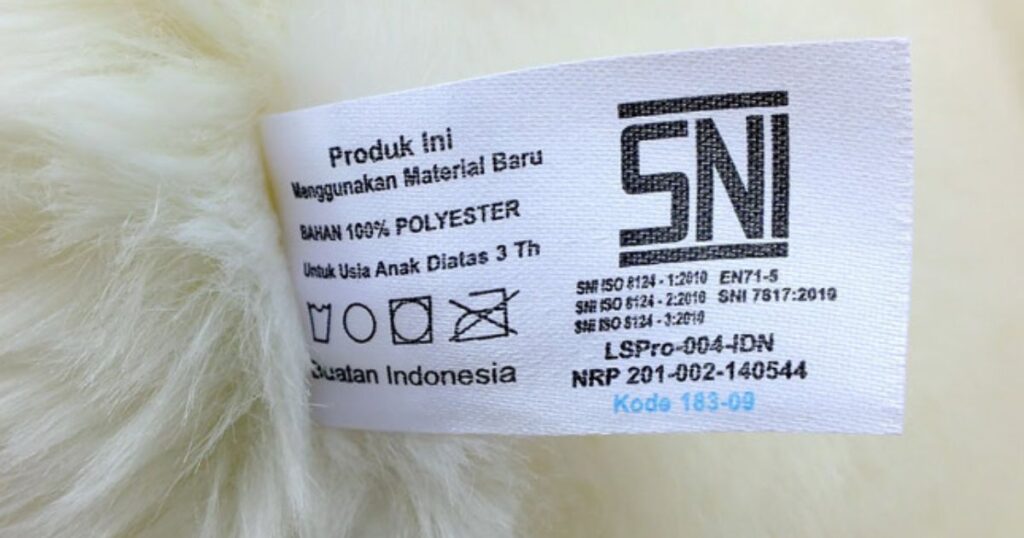 Produk Ini
Menggunakan Material Baru
BAHAN 100% POLYESTER
Untuk Usia Anak Diatas 3 Th
Buatan Indonesia
SNI
SNI ISO 8124 - 1:2010 EN71-5
SNI ISO 8124 - 2:2010 SNI 7617:2010
SNI ISO 8124 - 3:2010
LSPro-004-IDN
NRP 201-002-140544
Kode 183-09